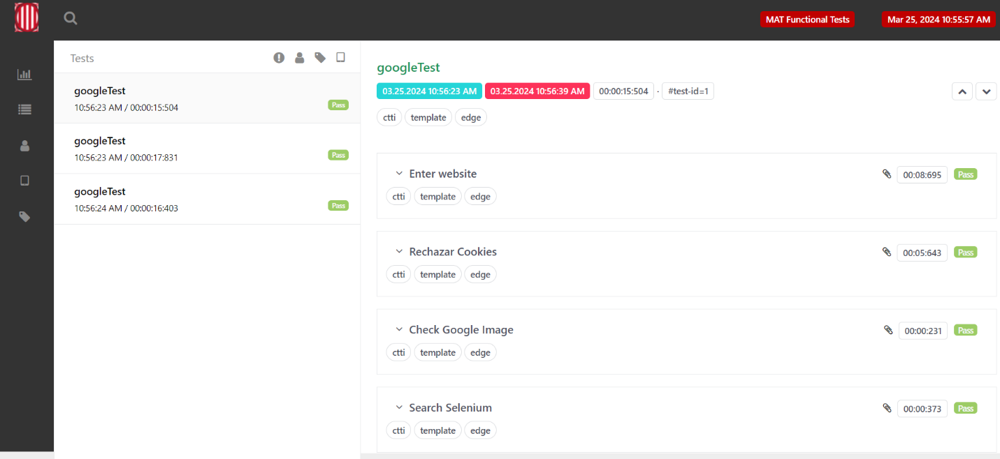 MAT Functional Tests
Mar 25, 2024 10:55:57 AM
Tests
googleTest
10:56:23 AM / 00:00:15:504
Pass
googleTest
10:56:23 AM / 00:00:17:831
Pass
googleTest
10:56:24 AM / 00:00:16:403
Pass
googleTest
03.25.2024 10:56:23 AM 03.25.2024 10:56:39 AM 00:00:15:504 · #test-id=1
ctti template edge
Enter website 00:08:695 Pass
ctti template edge
Rechazar Cookies 00:05:643 Pass
ctti template edge
Check Google Image 00:00:231 Pass
ctti template edge
Search Selenium 00:00:373 Pass
ctti template edge